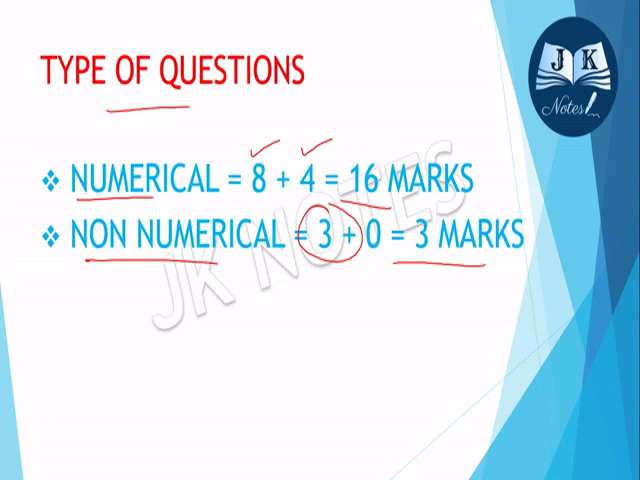 TYPE OF QUESTIONS
J K
Notes
❖ NUMERICAL = 8 + 4 = 16 MARKS
❖ NON NUMERICAL = 3 + 0 = 3 MARKS
JK NOTES